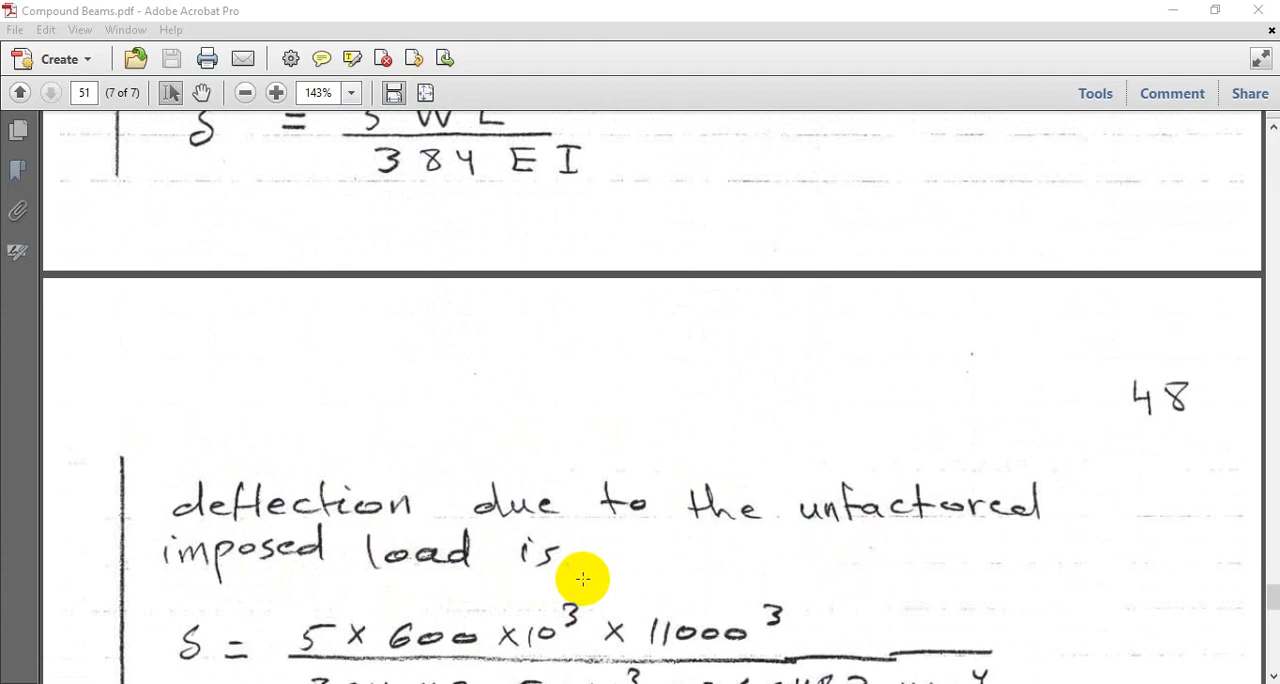 Compound Beams.pdf - Adobe Acrobat Pro
File Edit View Window Help
Create
51 (7 of 7) 143% Tools Comment Share
δ =
384 E I
48
deflection due to the unfactored
imposed load is
δ = 5 × 600 × 10³ × 11000³